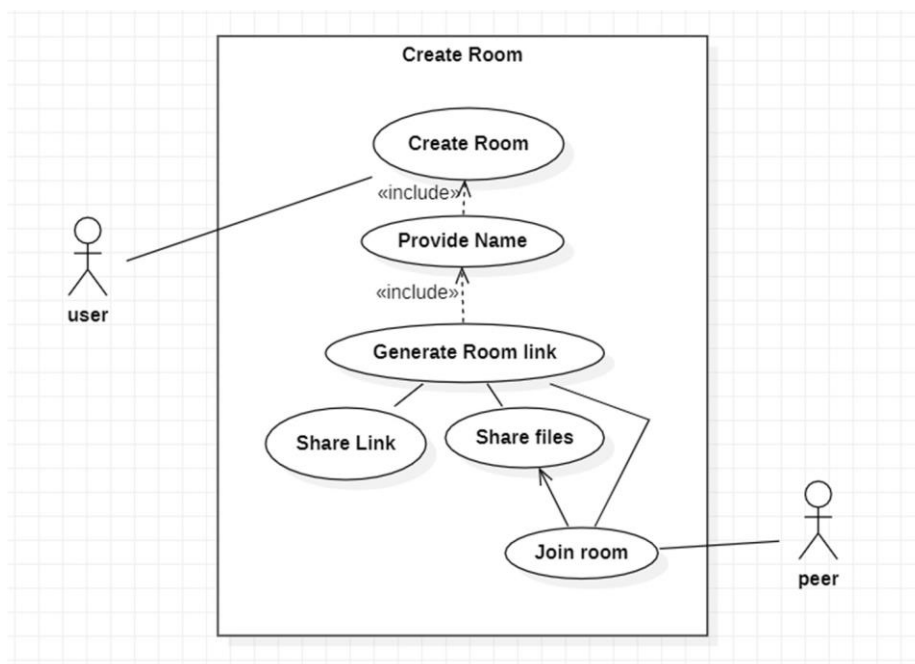 Create Room
Create Room
«include»
Provide Name
«include»
user
Generate Room link
Share Link
Share files
Join room
peer